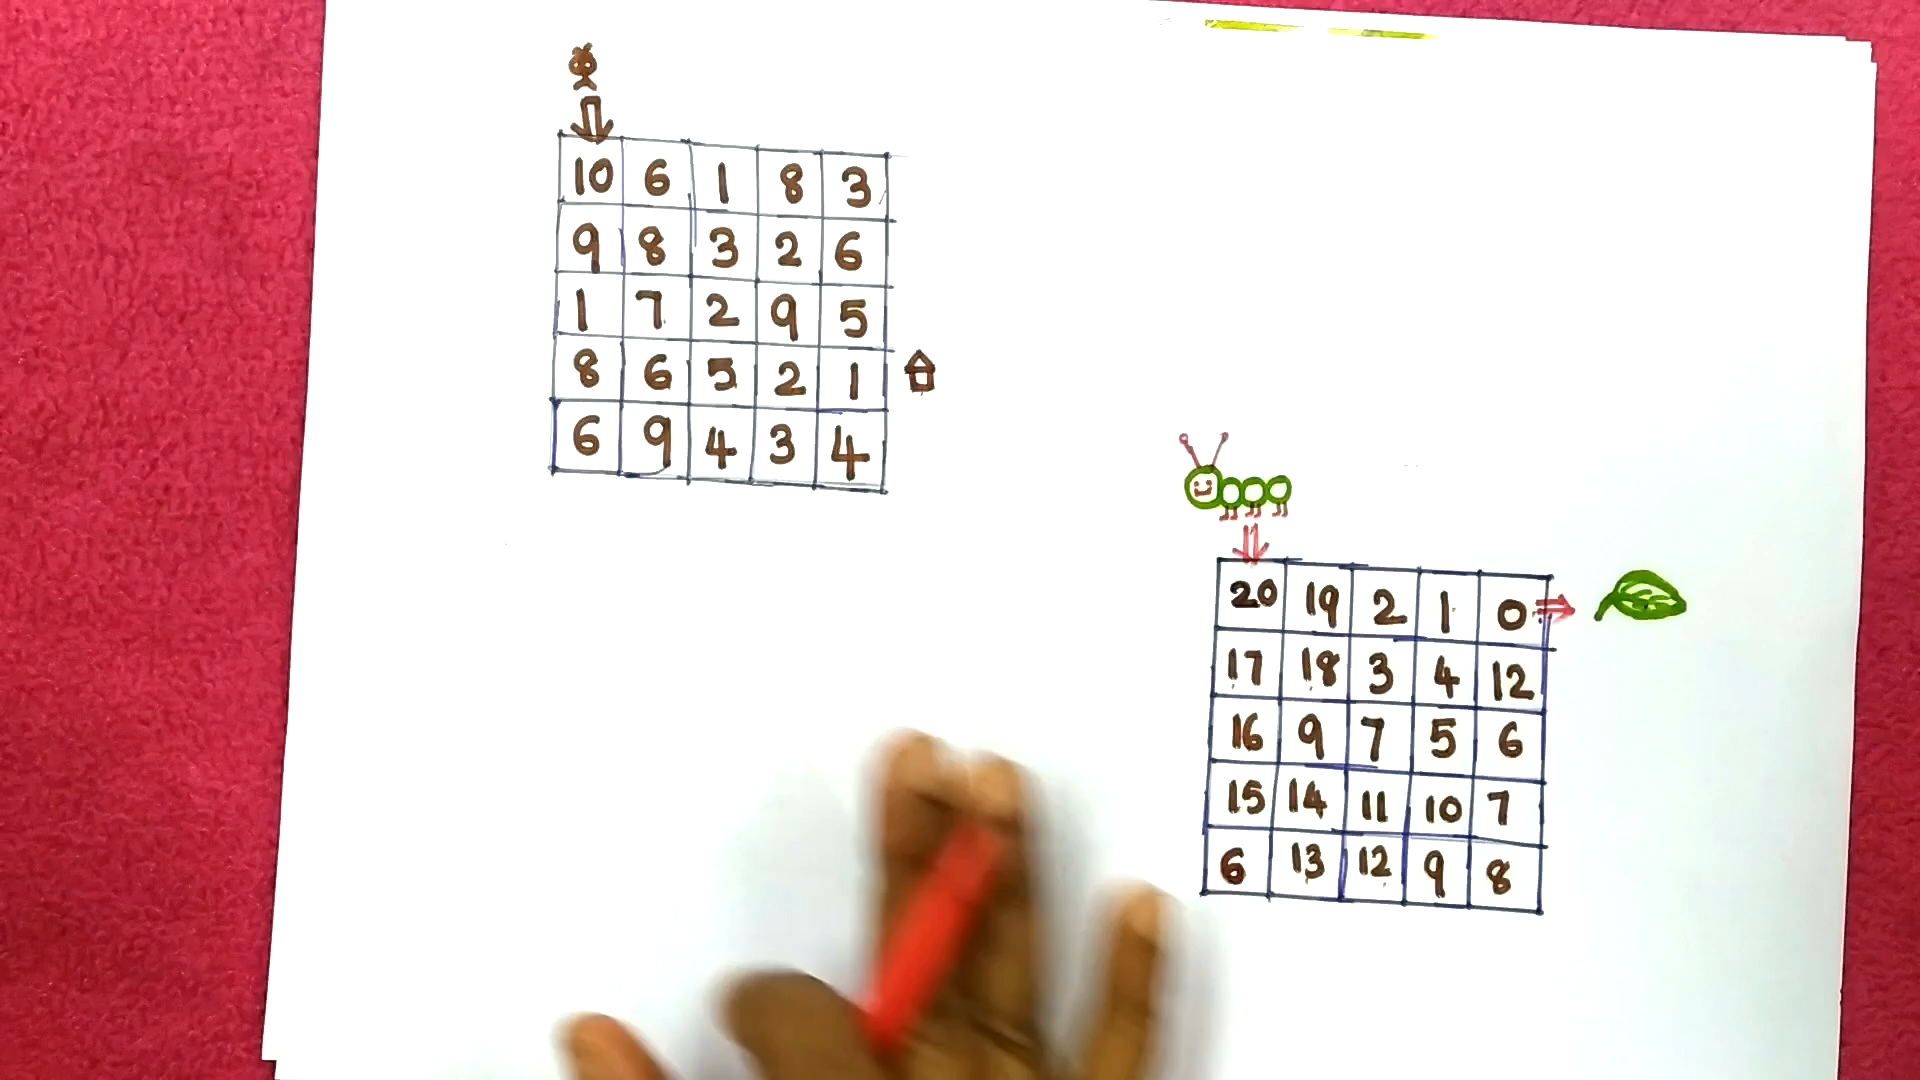 10 6 1 8 3
9 8 3 2 6
1 7 2 9 5
8 6 5 2 1
6 9 4 3 4
20 19 2 1 0
17 18 3 4 12
16 9 7 5 6
15 14 11 10 7
6 13 12 9 8